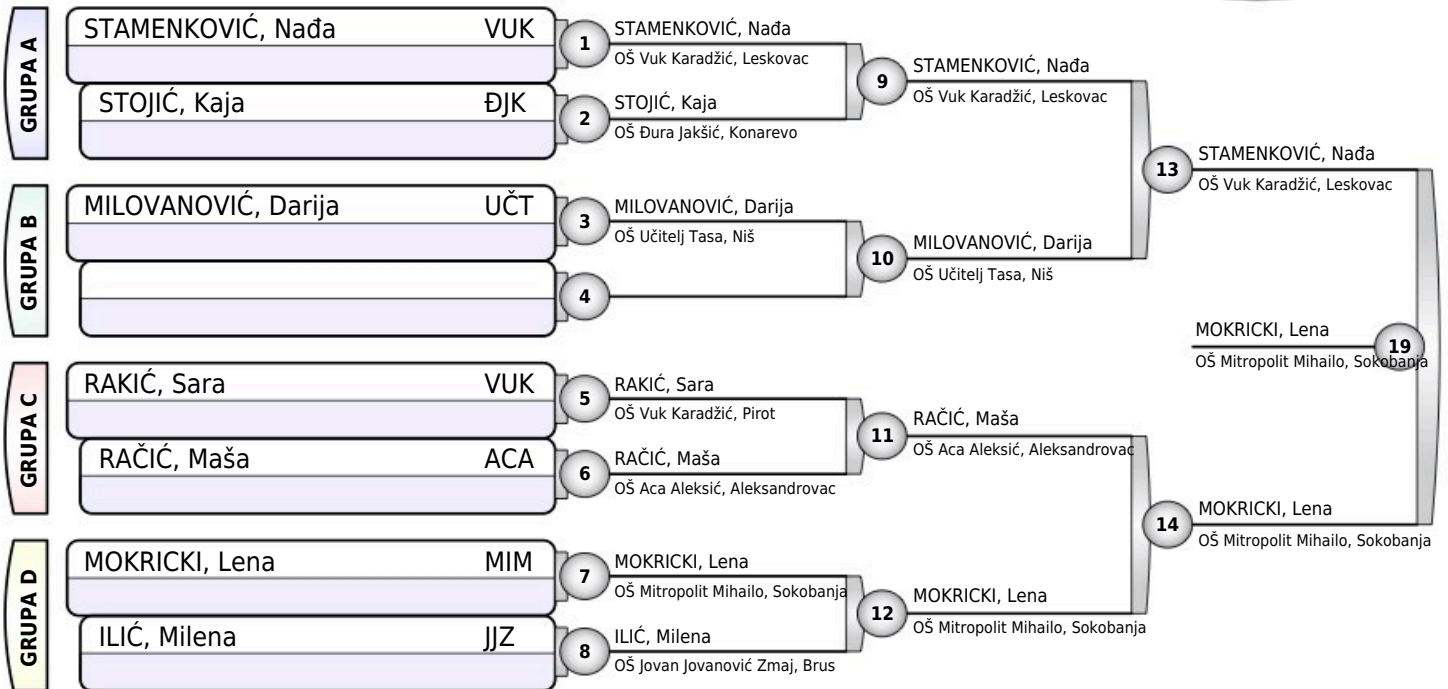 GRUPA A
STAMENKOVIĆ, Nađa VUK
STOJIĆ, Kaja ĐJK
1
STAMENKOVIĆ, Nađa
OŠ Vuk Karadžić, Leskovac
2
STOJIĆ, Kaja
OŠ Đura Jakšić, Konarevo
9
STAMENKOVIĆ, Nađa
OŠ Vuk Karadžić, Leskovac
GRUPA B
MILOVANOVIĆ, Darija UČT
3
MILOVANOVIĆ, Darija
OŠ Učitelj Tasa, Niš
4
10
MILOVANOVIĆ, Darija
OŠ Učitelj Tasa, Niš
13
STAMENKOVIĆ, Nađa
OŠ Vuk Karadžić, Leskovac
GRUPA C
RAKIĆ, Sara VUK
RAČIĆ, Maša ACA
5
RAKIĆ, Sara
OŠ Vuk Karadžić, Pirot
6
RAČIĆ, Maša
OŠ Aca Aleksić, Aleksandrovac
11
RAČIĆ, Maša
OŠ Aca Aleksić, Aleksandrovac
GRUPA D
MOKRICKI, Lena MIM
ILIĆ, Milena JJZ
7
MOKRICKI, Lena
OŠ Mitropolit Mihailo, Sokobanja
8
ILIĆ, Milena
OŠ Jovan Jovanović Zmaj, Brus
12
MOKRICKI, Lena
OŠ Mitropolit Mihailo, Sokobanja
14
MOKRICKI, Lena
OŠ Mitropolit Mihailo, Sokobanja
19
MOKRICKI, Lena
OŠ Mitropolit Mihailo, Sokobanja